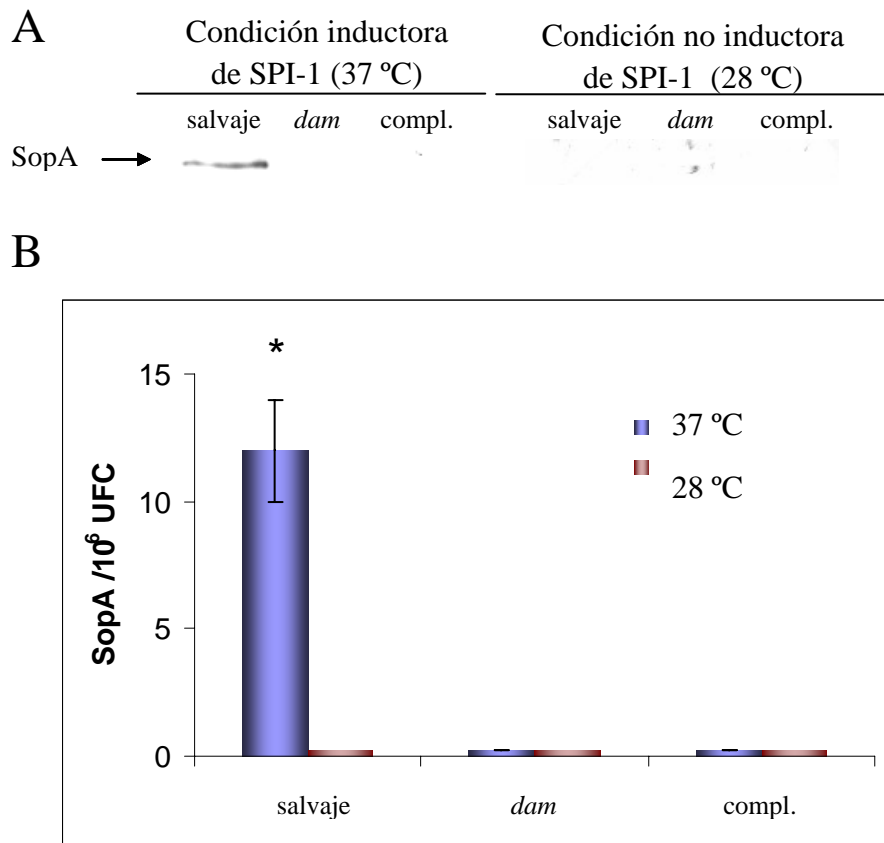 A
Condición inductora
de SPI-1 (37 ºC)
Condición no inductora
de SPI-1 (28 ºC)
salvaje dam compl. salvaje dam compl.
SopA
B
*
15
10
5
0
SopA /10⁶ UFC
37 ºC
28 ºC
salvaje dam compl.